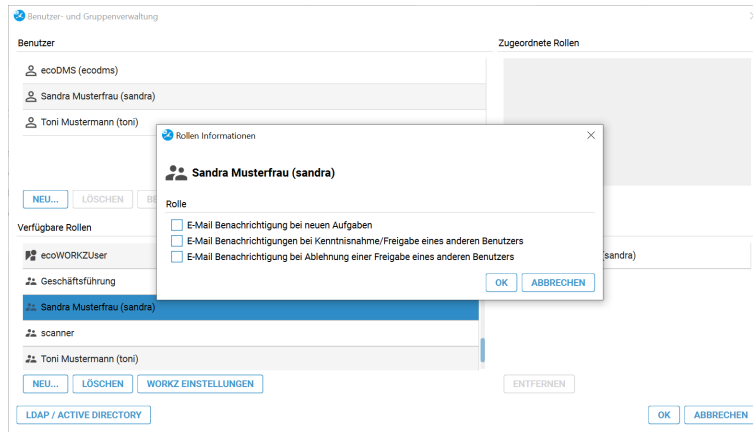 Benutzer- und Gruppenverwaltung
Benutzer
Zugeordnete Rollen
ecoDMS (ecodms)
Sandra Musterfrau (sandra)
Toni Mustermann (toni)
Rollen Informationen
Sandra Musterfrau (sandra)
NEU...
LÖSCHEN
BE
Rolle
E-Mail Benachrichtigung bei neuen Aufgaben
E-Mail Benachrichtigungen bei Kenntnisnahme/Freigabe eines anderen Benutzers
E-Mail Benachrichtigung bei Ablehnung einer Freigabe eines anderen Benutzers
OK
ABBRECHEN
Verfügbare Rollen
ecoWORKZUser
(sandra)
Geschäftsführung
Sandra Musterfrau (sandra)
scanner
Toni Mustermann (toni)
NEU...
LÖSCHEN
WORKZ EINSTELLUNGEN
ENTFERNEN
LDAP / ACTIVE DIRECTORY
OK
ABBRECHEN